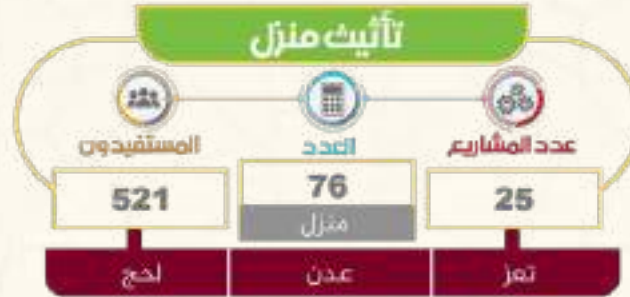 تأثيث منزل
عدد المشاريع
العدد
المستفيدون
25
76
521
منزل
تعز
عدن
لحج